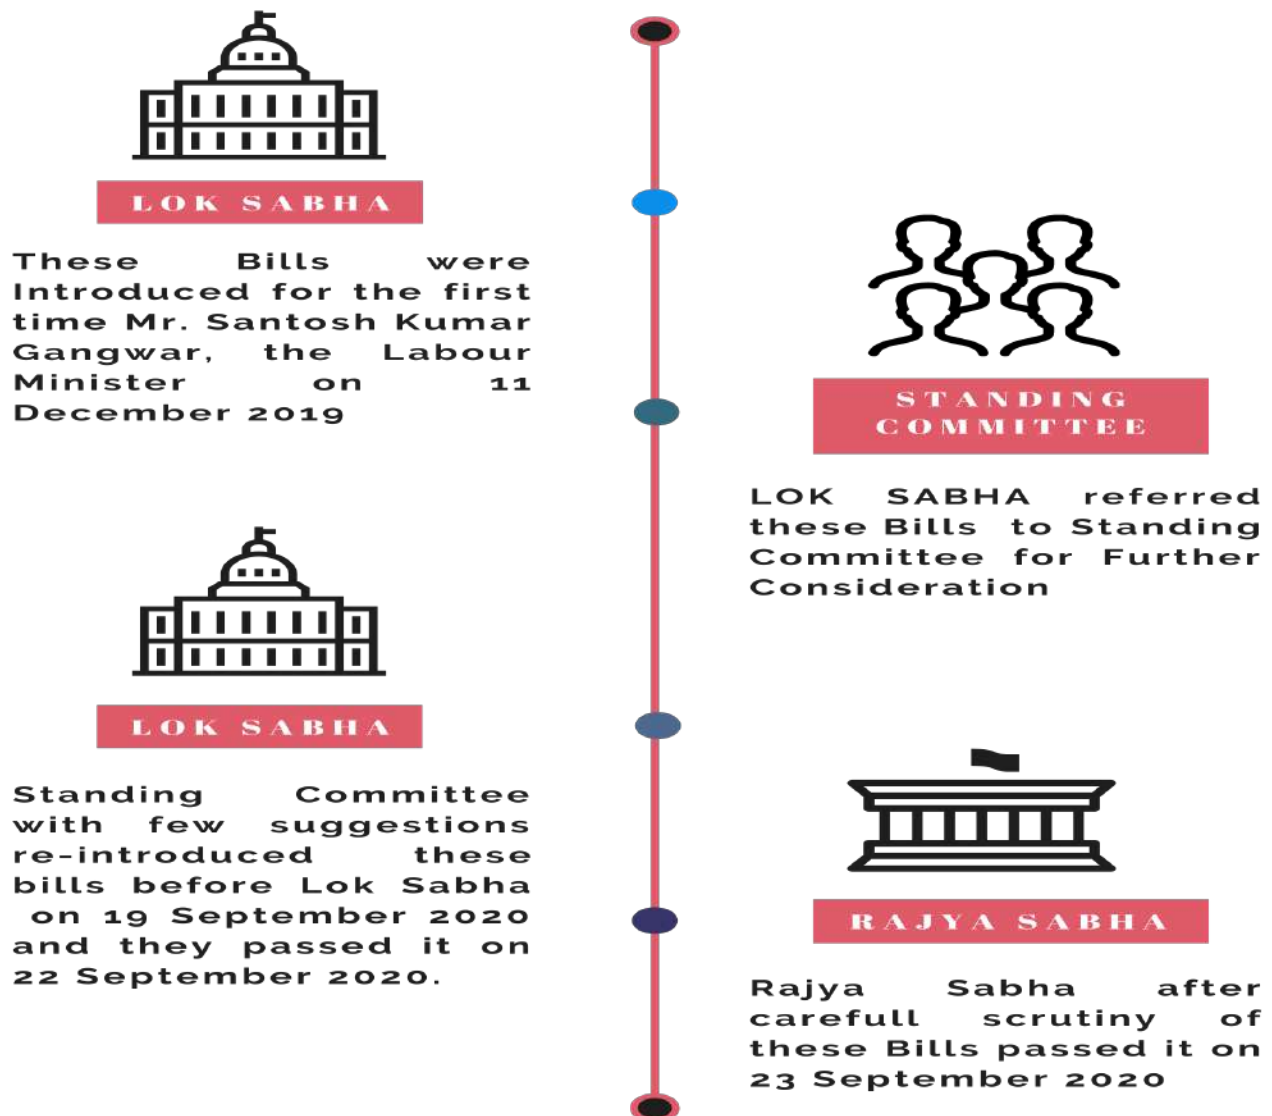 LOK SABHA
These Bills were
Introduced for the first
time Mr. Santosh Kumar
Gangwar, the Labour
Minister on 11
December 2019
STANDING
COMMITTEE
LOK SABHA referred
these Bills to Standing
Committee for Further
Consideration
LOK SABHA
Standing Committee
with few suggestions
re-introduced these
bills before Lok Sabha
on 19 September 2020
and they passed it on
22 September 2020.
RAJYA SABHA
Rajya Sabha after
carefull scrutiny of
these Bills passed it on
23 September 2020